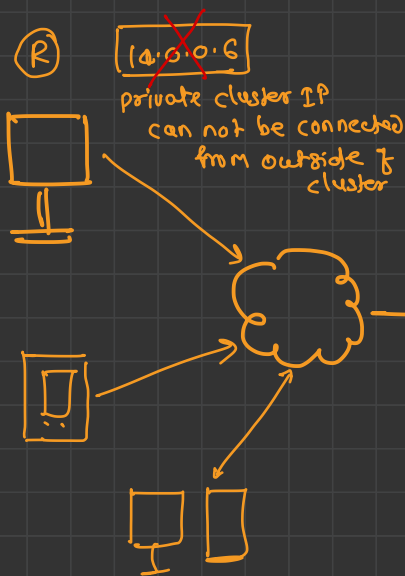 R
10.0.0.6
private cluster IP
can not be connected
from outside of
cluster